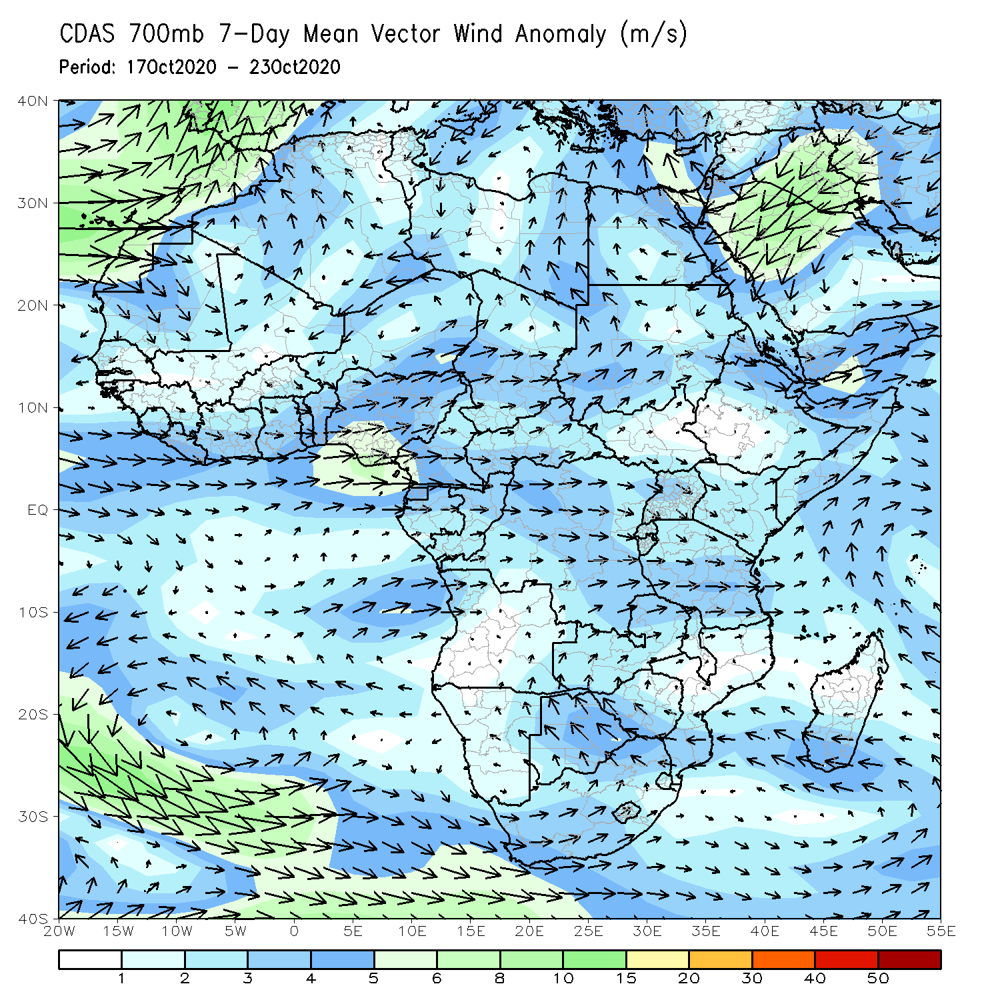 CDAS 700mb 7-Day Mean Vector Wind Anomaly (m/s)
Period: 17Oct2020 - 23Oct2020
40N
30N
20N
10N
EQ
10S
20S
30S
40S
20W 15W 10W 5W 0 5E 10E 15E 20E 25E 30E 35E 40E 45E 50E 55E
1 2 3 4 5 6 8 10 15 20 30 40 50